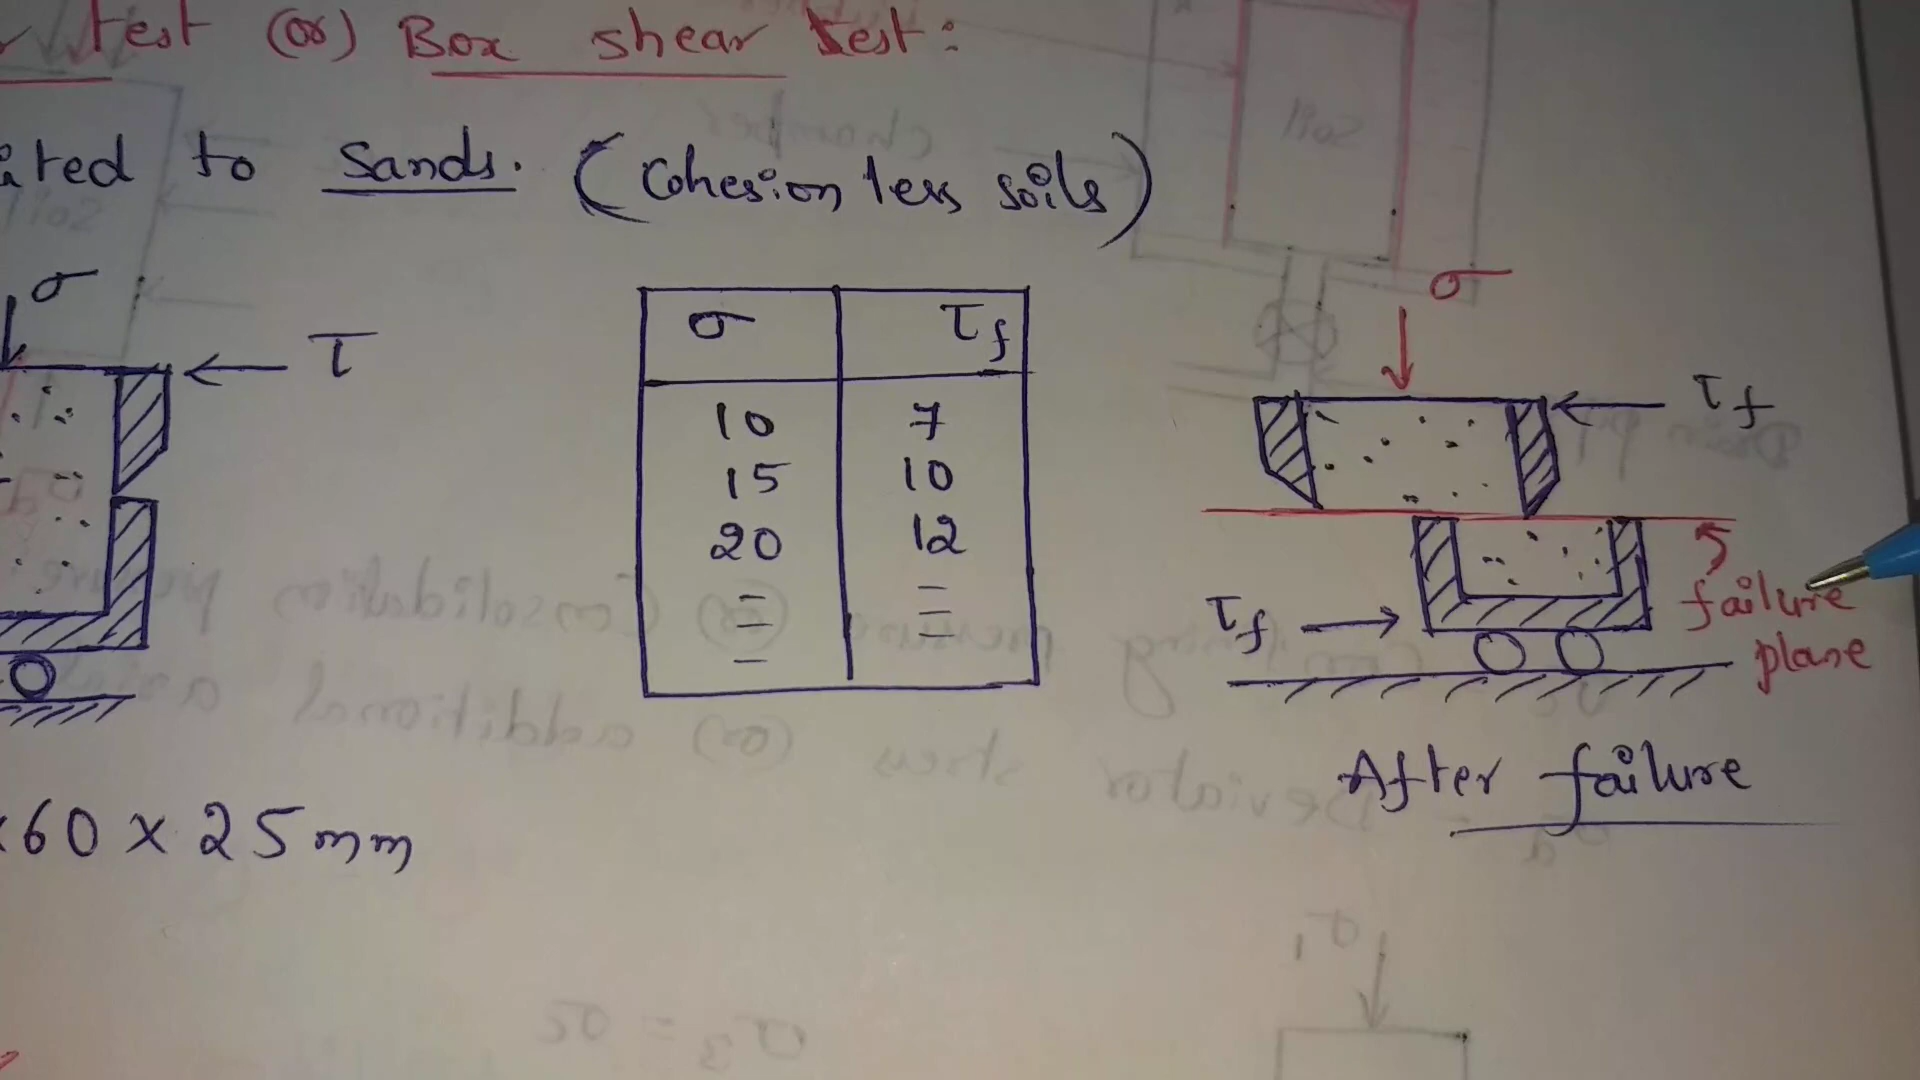 test (or) Box shear test:
to sands. (Cohesion less soils)
σ
τ
σ τf
10 7
15 10
20 12
= =
= =
-
σ
τf
τf
failure
plane
After failure
60 x 25 mm